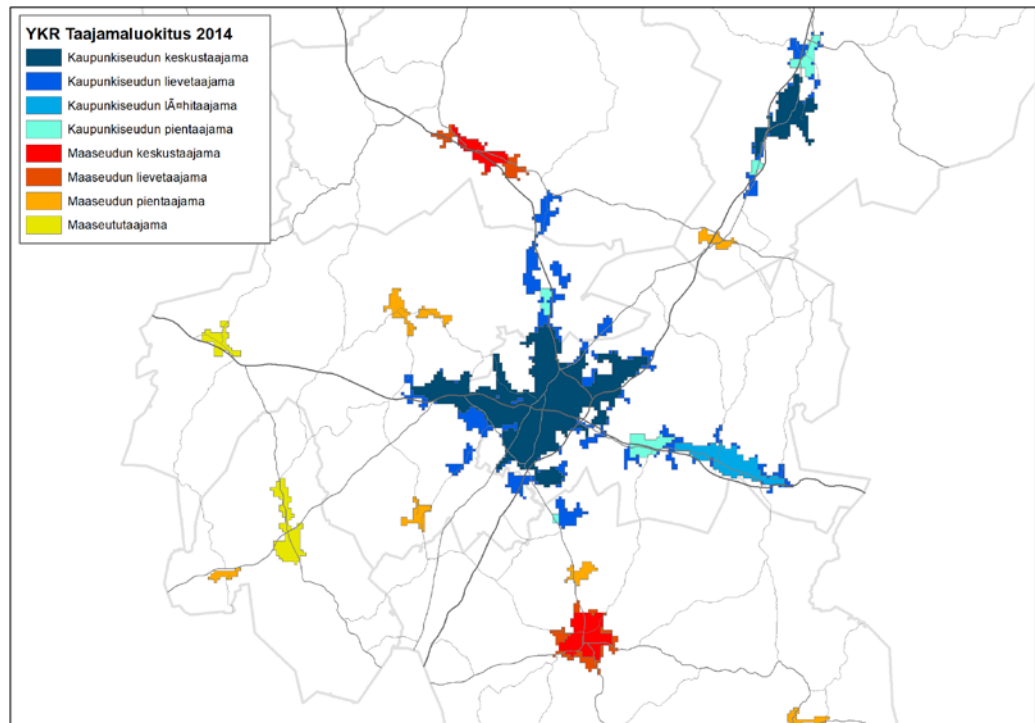 YKR Taajamaluokitus 2014
Kaupunkiseudun keskustaajama
Kaupunkiseudun lievetaajama
Kaupunkiseudun lÃ¤hitaajama
Kaupunkiseudun pientaajama
Maaseudun keskustaajama
Maaseudun lievetaajama
Maaseudun pientaajama
Maaseututaajama